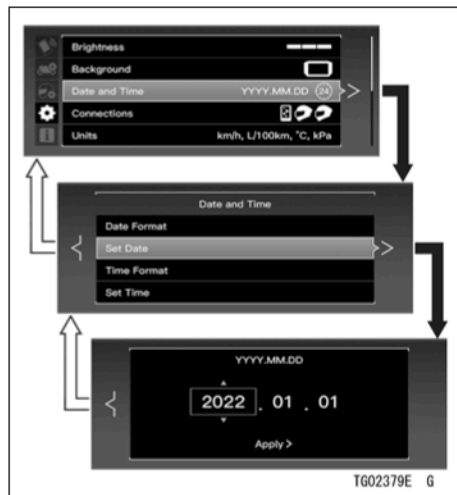 Brightness
Background
Date and Time YYYY.MM.DD 24
Connections
Units km/h, L/100km, °C, kPa
Date and Time
Date Format
Set Date
Time Format
Set Time
YYYY.MM.DD
2022 . 01 . 01
Apply >
TG02379E G